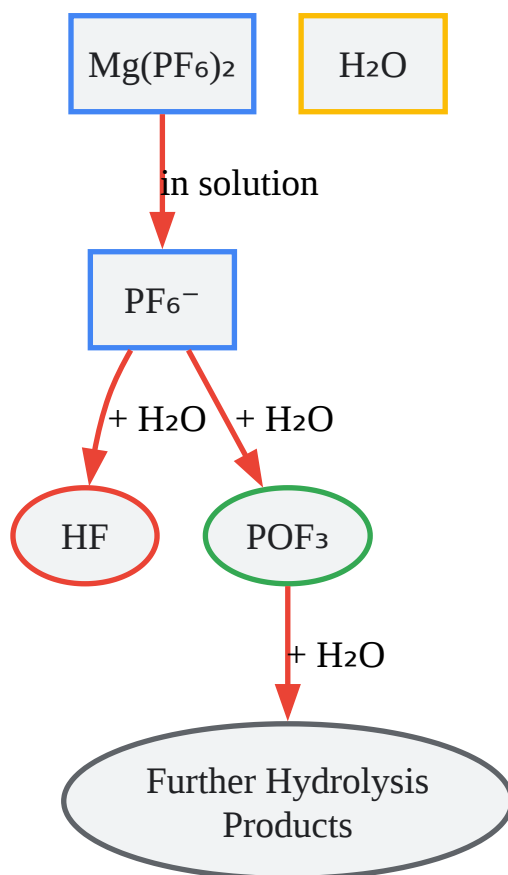 Mg(PF₆)₂
H₂O
in solution
PF₆⁻
+ H₂O
+ H₂O
HF
POF₃
+ H₂O
Further Hydrolysis
Products